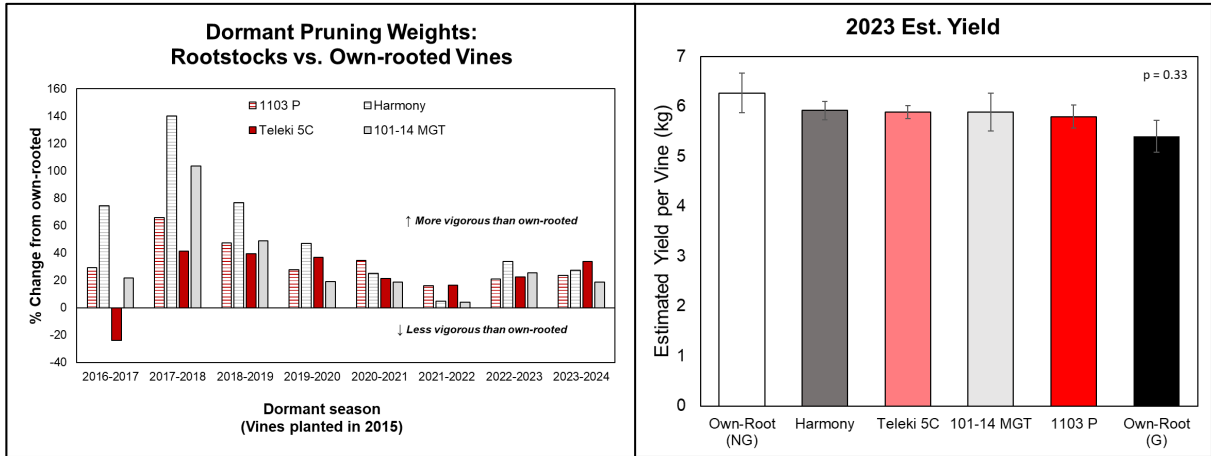 Dormant Pruning Weights:
Rootstocks vs. Own-rooted Vines
% Change from own-rooted
160
140
120
100
80
60
40
20
0
-20
-40
1103 P
Harmony
Teleki 5C
101-14 MGT
↑ More vigorous than own-rooted
↓ Less vigorous than own-rooted
2016-2017 2017-2018 2018-2019 2019-2020 2020-2021 2021-2022 2022-2023 2023-2024
Dormant season
(Vines planted in 2015)
2023 Est. Yield
p = 0.33
Estimated Yield per Vine (kg)
7
6
5
4
3
2
1
0
Own-Root Harmony Teleki 5C 101-14 MGT 1103 P Own-Root
(NG) (G)